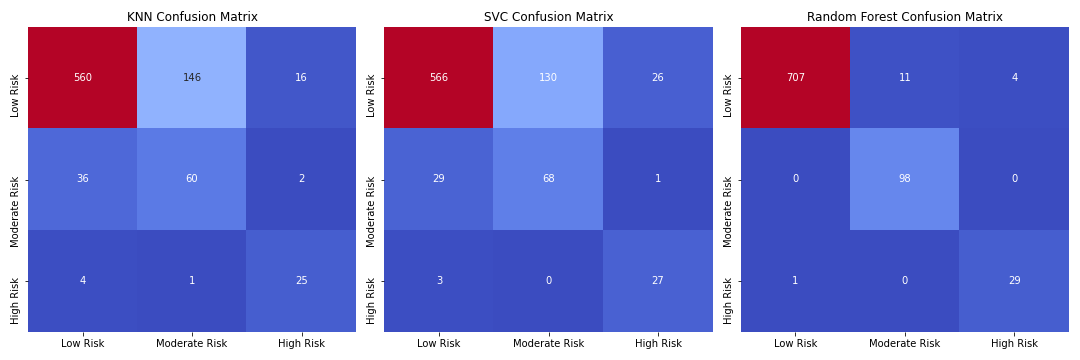 KNN Confusion Matrix
Low Risk
560 146 16
Moderate Risk
36 60 2
High Risk
4 1 25
Low Risk Moderate Risk High Risk
SVC Confusion Matrix
Low Risk
566 130 26
Moderate Risk
29 68 1
High Risk
3 0 27
Low Risk Moderate Risk High Risk
Random Forest Confusion Matrix
Low Risk
707 11 4
Moderate Risk
0 98 0
High Risk
1 0 29
Low Risk Moderate Risk High Risk